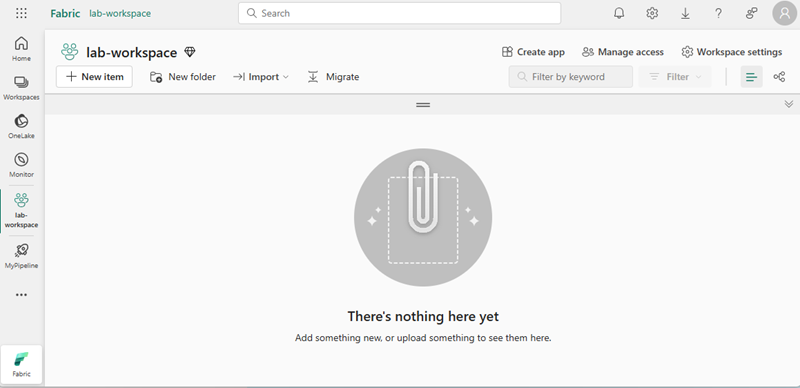 Fabric lab-workspace
Search
Home
Workspaces
OneLake
Monitor
lab-
workspace
MyPipeline
Fabric
lab-workspace
Create app Manage access Workspace settings
New item New folder Import Migrate Filter by keyword Filter
There's nothing here yet
Add something new, or upload something to see them here.